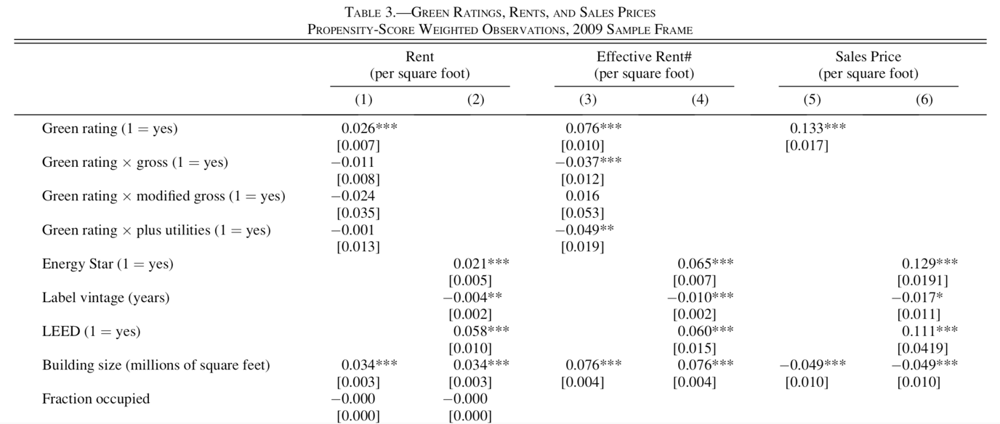 TABLE 3.—GREEN RATINGS, RENTS, AND SALES PRICES
PROPENSITY-SCORE WEIGHTED OBSERVATIONS, 2009 SAMPLE FRAME
Rent Effective Rent# Sales Price
(per square foot) (per square foot) (per square foot)
(1) (2) (3) (4) (5) (6)
Green rating (1 = yes) 0.026*** 0.076*** 0.133***
[0.007] [0.010] [0.017]
Green rating × gross (1 = yes) −0.011 −0.037***
[0.008] [0.012]
Green rating × modified gross (1 = yes) −0.024 0.016
[0.035] [0.053]
Green rating × plus utilities (1 = yes) −0.001 −0.049**
[0.013] [0.019]
Energy Star (1 = yes) 0.021*** 0.065*** 0.129***
[0.005] [0.007] [0.0191]
Label vintage (years) −0.004** −0.010*** −0.017*
[0.002] [0.002] [0.011]
LEED (1 = yes) 0.058*** 0.060*** 0.111***
[0.010] [0.015] [0.0419]
Building size (millions of square feet) 0.034*** 0.034*** 0.076*** 0.076*** −0.049*** −0.049***
[0.003] [0.003] [0.004] [0.004] [0.010] [0.010]
Fraction occupied −0.000 −0.000
[0.000] [0.000]